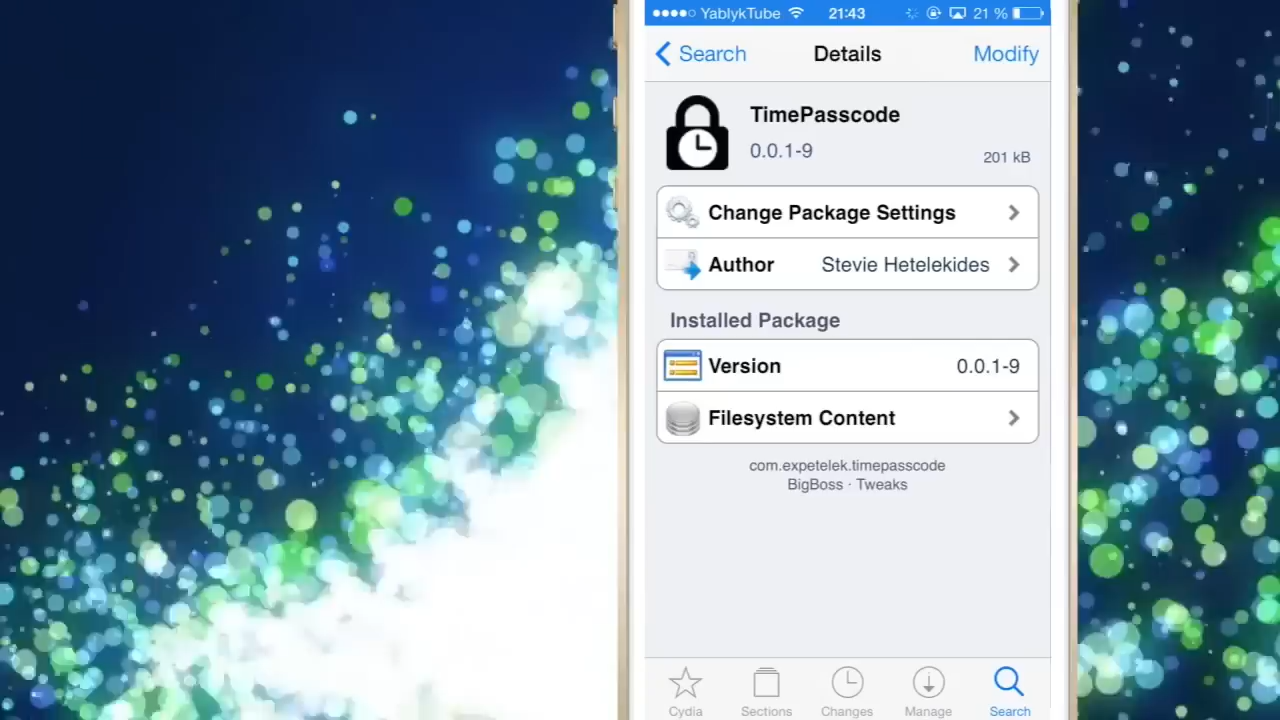 YablykTube 21:43 21 %
Search Details Modify
TimePasscode
0.0.1-9
201 kB
Change Package Settings
Author Stevie Hetelekides
Installed Package
Version 0.0.1-9
Filesystem Content
com.expetelek.timepasscode
BigBoss · Tweaks
Cydia Sections Changes Manage Search